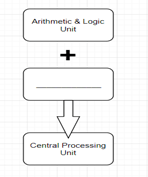 Arithmetic & Logic
Unit
+
Central Processing
Unit